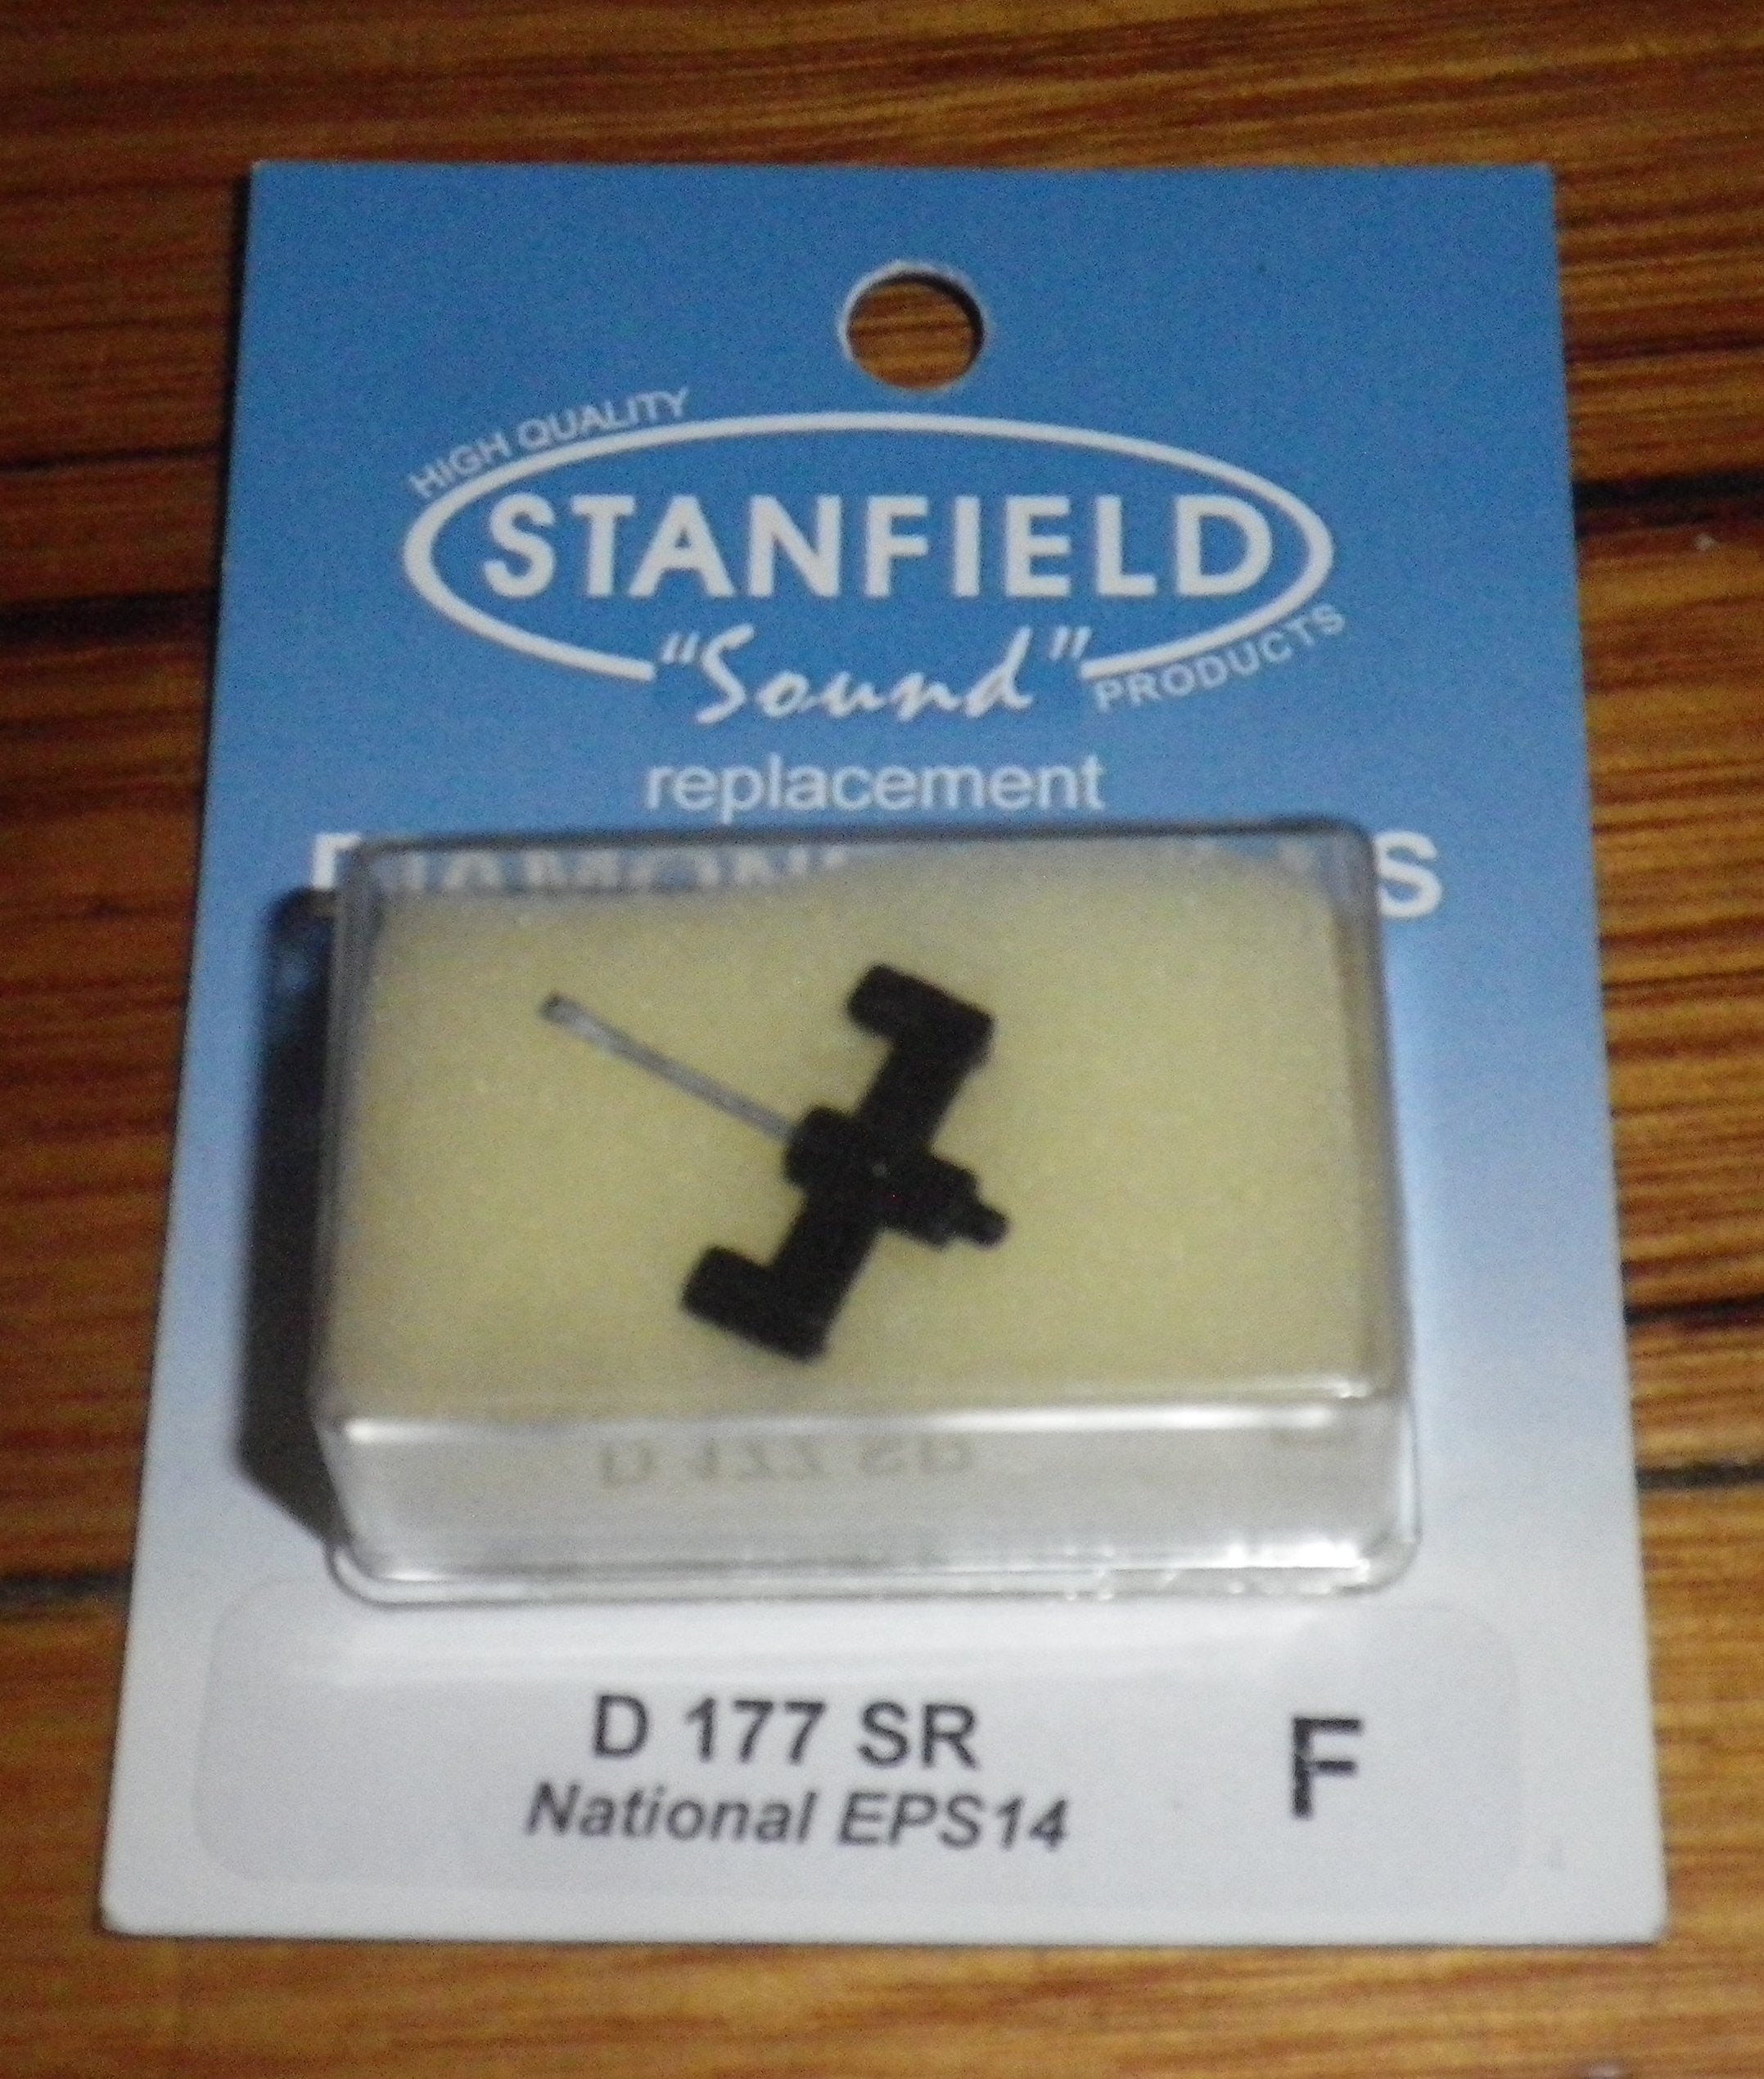 HIGH QUALITY
STANFIELD
"Sound"
PRODUCTS
replacement
D 177 SR
National EPS14
F